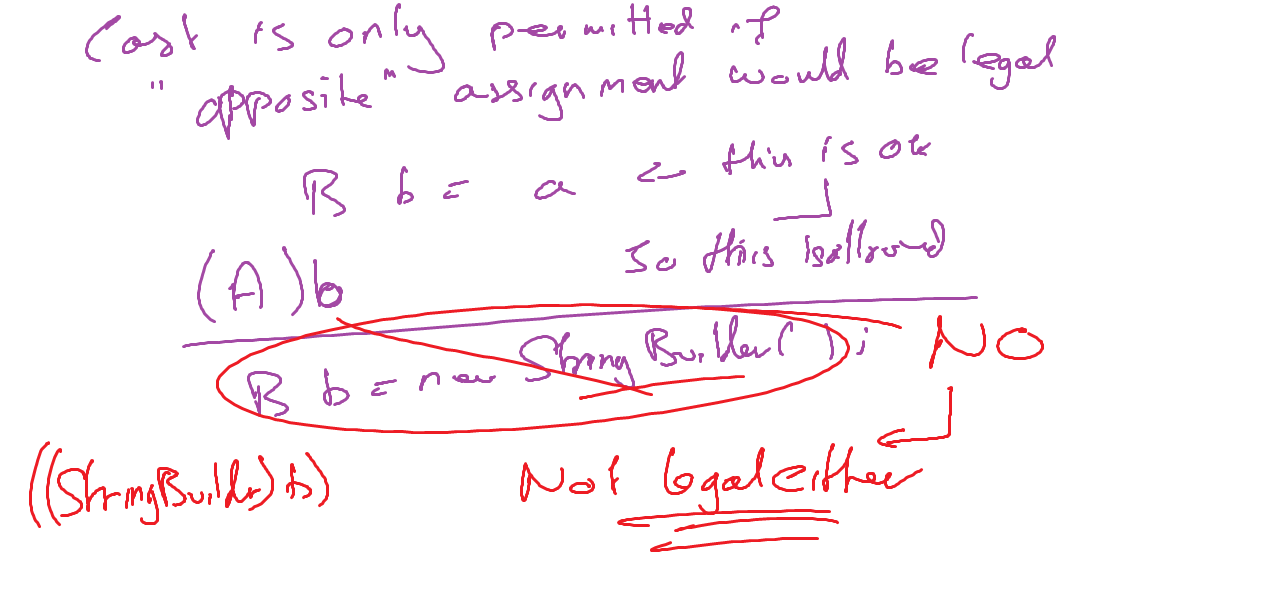 Cast is only permitted if
"opposite" assignment would be legal
B b = a ← this is ok
so this is allowed
(A)b
B b = new StringBuilder(); NO
((StringBuilder)b) Not legal either